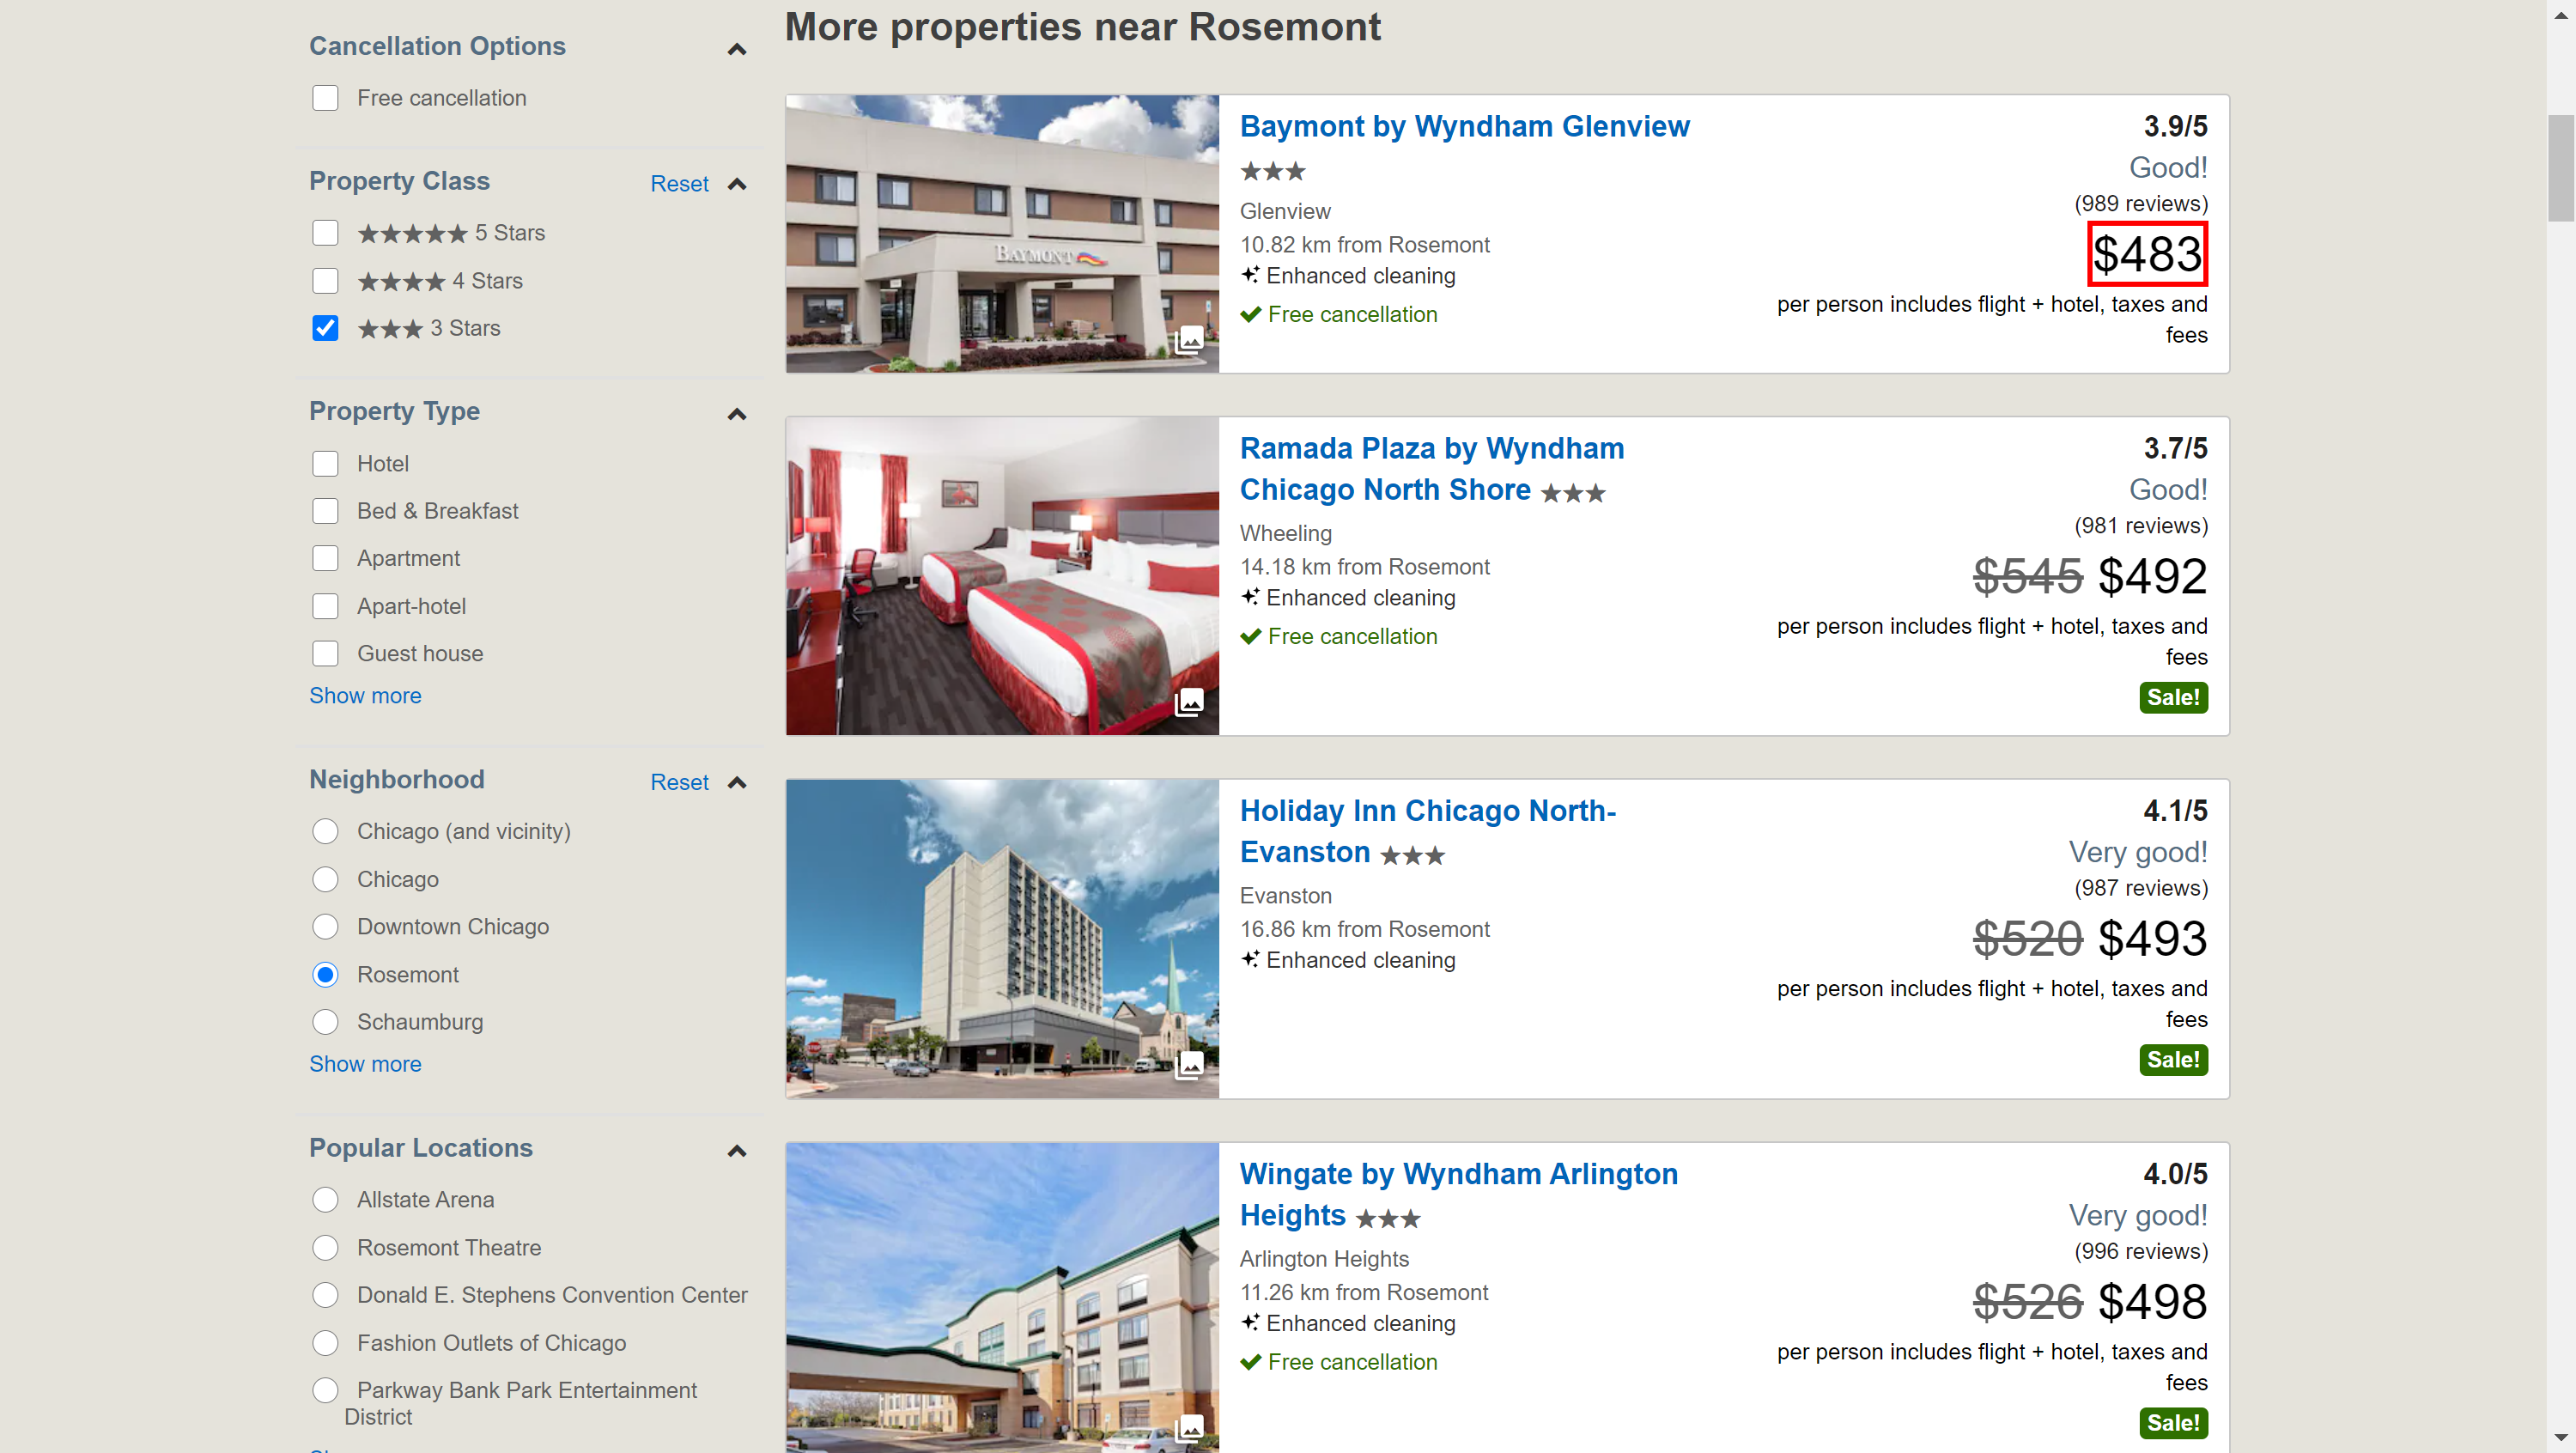 Cancellation Options
Free cancellation
Property Class
Reset
5 Stars
4 Stars
3 Stars
Property Type
Hotel
Bed & Breakfast
Apartment
Apart-hotel
Guest house
Show more
Neighborhood
Reset
Chicago (and vicinity)
Chicago
Downtown Chicago
Rosemont
Schaumburg
Show more
Popular Locations
Allstate Arena
Rosemont Theatre
Donald E. Stephens Convention Center
Fashion Outlets of Chicago
Parkway Bank Park Entertainment
District
More properties near Rosemont
BAYMONT
Baymont by Wyndham Glenview
Glenview
10.82 km from Rosemont
Enhanced cleaning
Free cancellation
3.9/5
Good!
(989 reviews)
$483
per person includes flight + hotel, taxes and
fees
Ramada Plaza by Wyndham
Chicago North Shore
Wheeling
14.18 km from Rosemont
Enhanced cleaning
Free cancellation
3.7/5
Good!
(981 reviews)
$545 $492
per person includes flight + hotel, taxes and
fees
Sale!
Holiday Inn Chicago North-
Evanston
Evanston
16.86 km from Rosemont
Enhanced cleaning
4.1/5
Very good!
(987 reviews)
$520 $493
per person includes flight + hotel, taxes and
fees
Sale!
Wingate by Wyndham Arlington
Heights
Arlington Heights
11.26 km from Rosemont
Enhanced cleaning
Free cancellation
4.0/5
Very good!
(996 reviews)
$526 $498
per person includes flight + hotel, taxes and
fees
Sale!